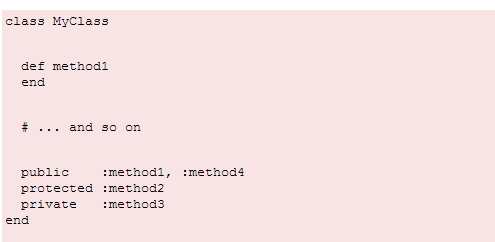 class MyClass
def method1
end
# ... and so on
public :method1, :method4
protected :method2
private :method3
end